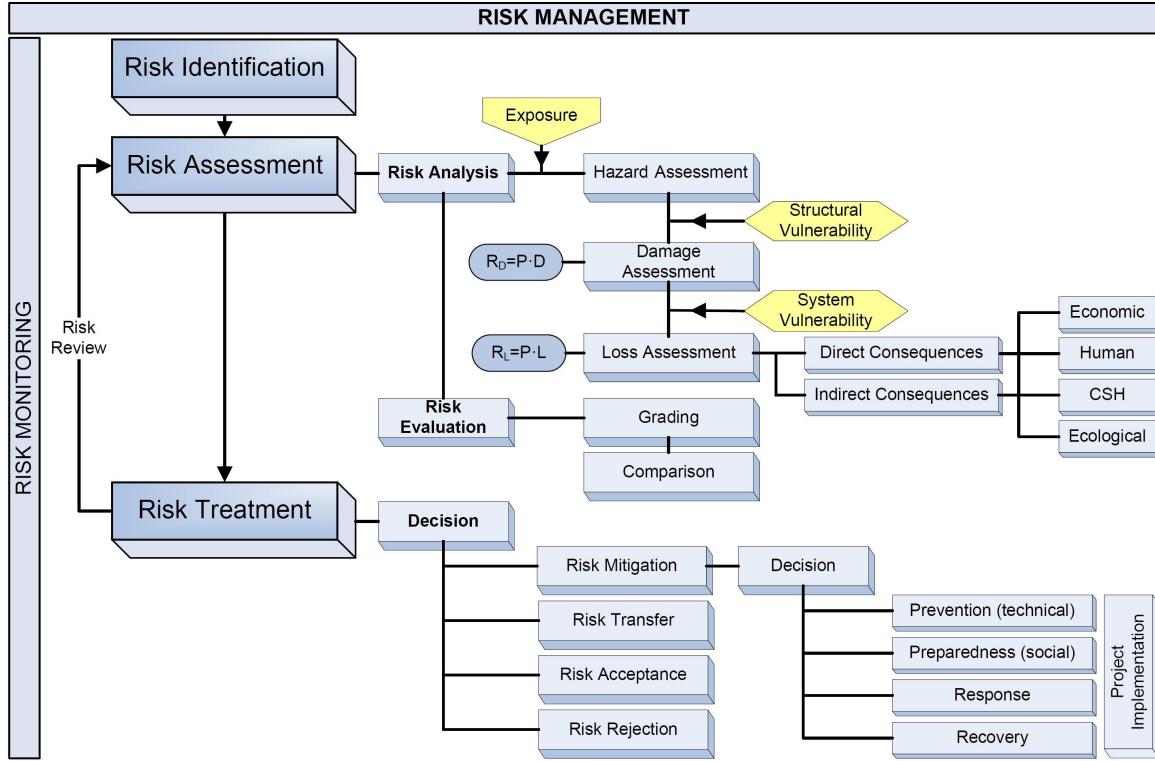 RISK MANAGEMENT
RISK MONITORING
Risk Identification
Risk Assessment
Risk Analysis
Exposure
Hazard Assessment
Structural
Vulnerability
R_D=P·D
Damage
Assessment
System
Vulnerability
Risk
Review
R_L=P·L
Loss Assessment
Direct Consequences
Indirect Consequences
Economic
Human
CSH
Ecological
Risk
Evaluation
Grading
Comparison
Risk Treatment
Decision
Risk Mitigation
Decision
Risk Transfer
Risk Acceptance
Risk Rejection
Prevention (technical)
Preparedness (social)
Response
Recovery
Project
Implementation